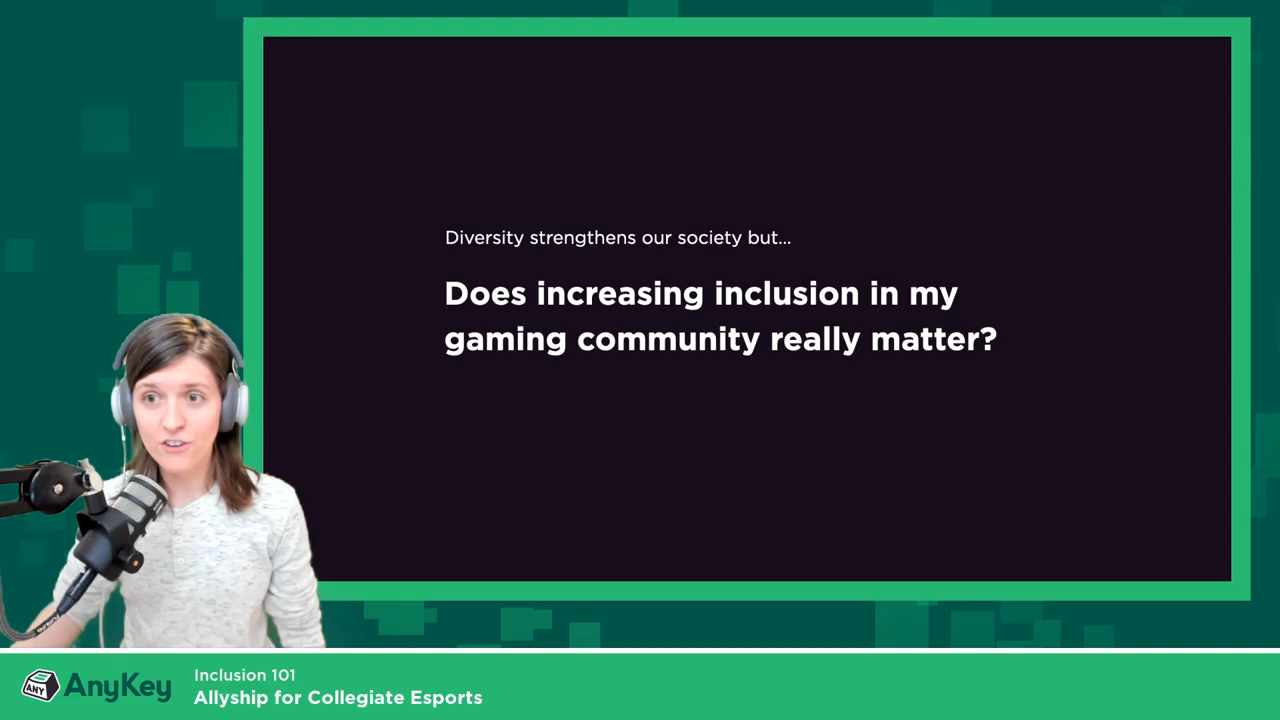 Diversity strengthens our society but...
Does increasing inclusion in my
gaming community really matter?
ANY
AnyKey
Inclusion 101
Allyship for Collegiate Esports